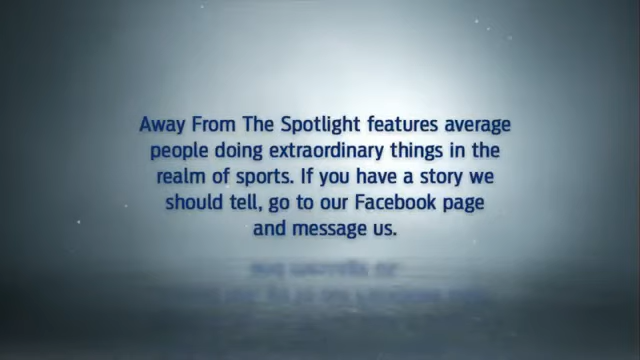 Away From The Spotlight features average
people doing extraordinary things in the
realm of sports. If you have a story we
should tell, go to our Facebook page
and message us.